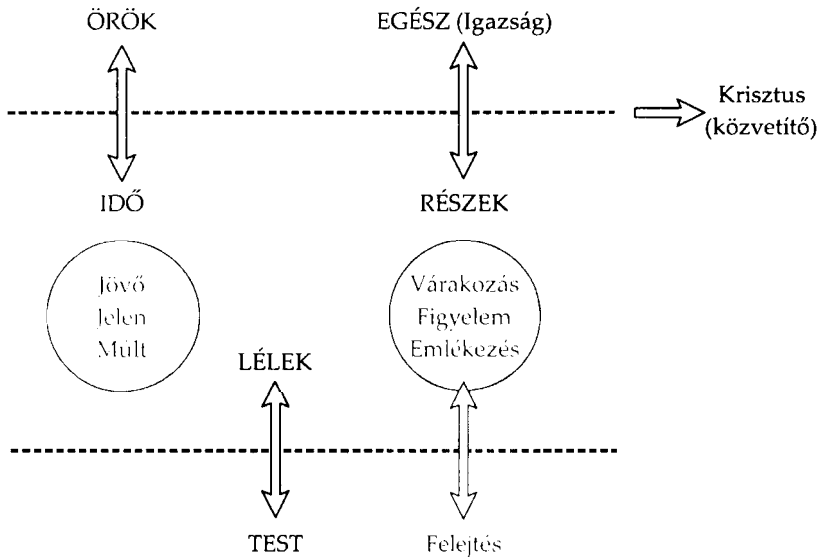 ÖRÖK
EGÉSZ (Igazság)
Krisztus
(közvetítő)
IDŐ
RÉSZEK
Jövő
Jelen
Múlt
Várakozás
Figyelem
Emlékezés
LÉLEK
TEST
Felejtés